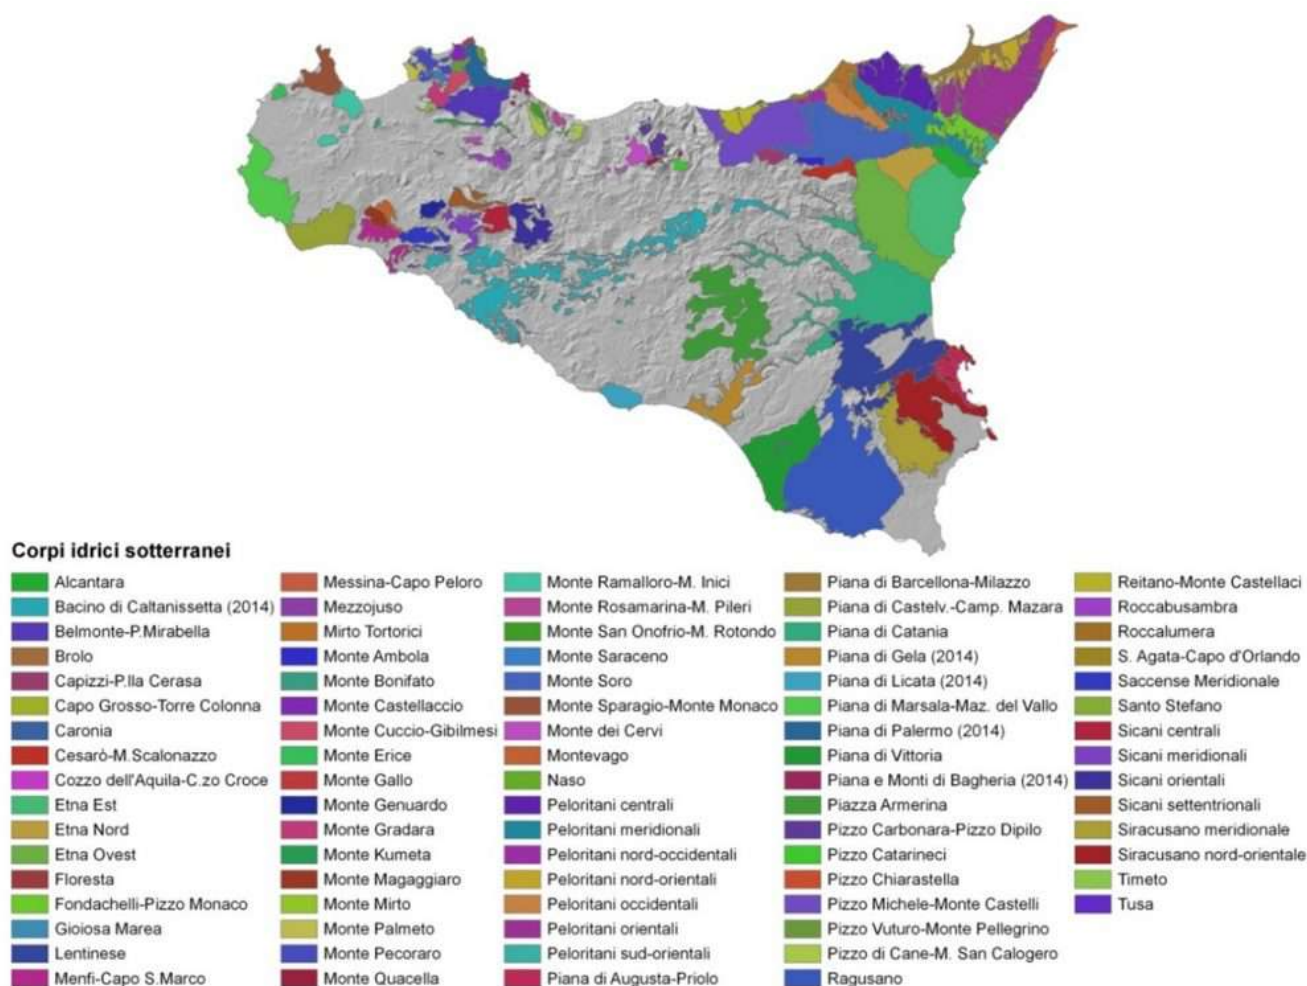 Corpi idrici sotterranei
Alcantara
Bacino di Caltanissetta (2014)
Belmonte-P.Mirabella
Brolo
Capizzi-P.lla Cerasa
Capo Grosso-Torre Colonna
Caronia
Cesarò-M.Scalonazzo
Cozzo dell'Aquila-C.zo Croce
Etna Est
Etna Nord
Etna Ovest
Floresta
Fondachelli-Pizzo Monaco
Gioiosa Marea
Lentinese
Menfi-Capo S.Marco
Messina-Capo Peloro
Mezzojuso
Mirto Tortorici
Monte Ambola
Monte Bonifato
Monte Castellaccio
Monte Cuccio-Gibilmesi
Monte Erice
Monte Gallo
Monte Genuardo
Monte Gradara
Monte Kumeta
Monte Magaggiaro
Monte Mirto
Monte Palmeto
Monte Pecoraro
Monte Quacella
Monte Ramalloro-M. Inici
Monte Rosamarina-M. Pileri
Monte San Onofrio-M. Rotondo
Monte Saraceno
Monte Soro
Monte Sparagio-Monte Monaco
Monte dei Cervi
Montevago
Naso
Peloritani centrali
Peloritani meridionali
Peloritani nord-occidentali
Peloritani nord-orientali
Peloritani occidentali
Peloritani orientali
Peloritani sud-orientali
Piana di Augusta-Priolo
Piana di Barcellona-Milazzo
Piana di Castelv.-Camp. Mazara
Piana di Catania
Piana di Gela (2014)
Piana di Licata (2014)
Piana di Marsala-Maz. del Vallo
Piana di Palermo (2014)
Piana di Vittoria
Piana e Monti di Bagheria (2014)
Piazza Armerina
Pizzo Carbonara-Pizzo Dipilo
Pizzo Catarineci
Pizzo Chiarastella
Pizzo Michele-Monte Castelli
Pizzo Vuturo-Monte Pellegrino
Pizzo di Cane-M. San Calogero
Ragusano
Reitano-Monte Castellaci
Roccabusambra
Roccalumera
S. Agata-Capo d'Orlando
Saccense Meridionale
Santo Stefano
Sicani centrali
Sicani meridionali
Sicani orientali
Sicani settentrionali
Siracusano meridionale
Siracusano nord-orientale
Timeto
Tusa